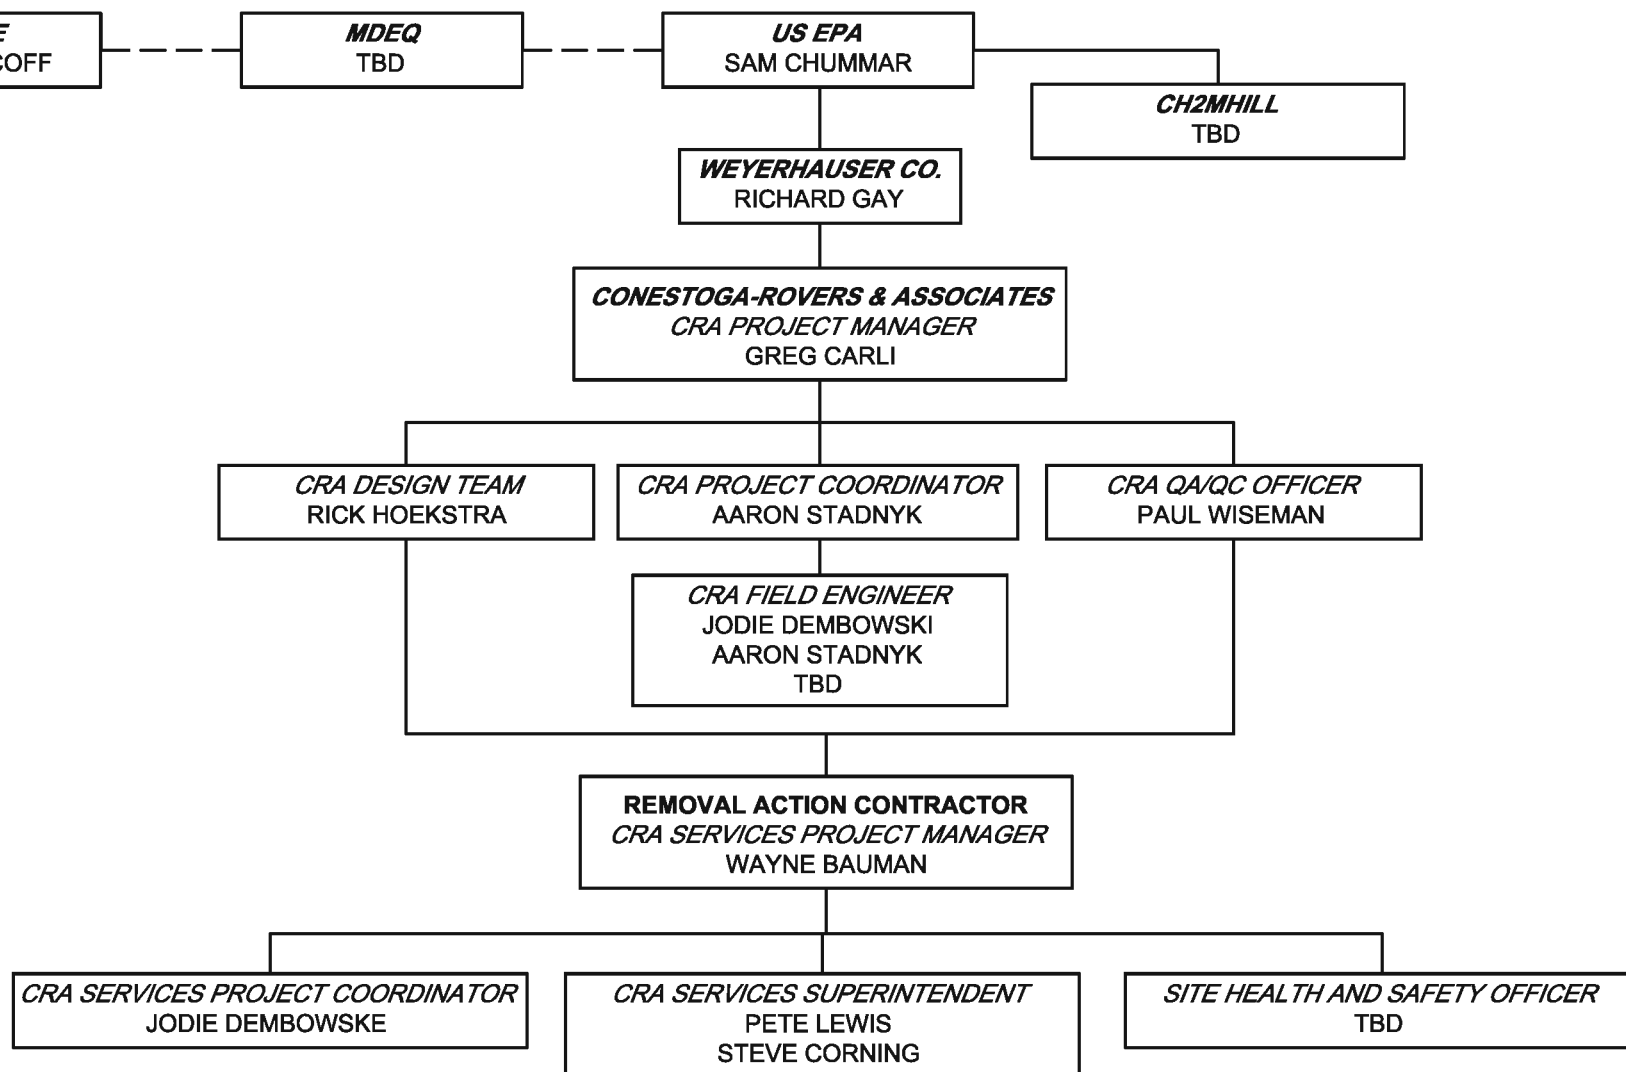 MDEQ
TBD
US EPA
SAM CHUMMAR
CH2MHILL
TBD
WEYERHAUSER CO.
RICHARD GAY
CONESTOGA-ROVERS & ASSOCIATES
CRA PROJECT MANAGER
GREG CARLI
CRA DESIGN TEAM
RICK HOEKSTRA
CRA PROJECT COORDINATOR
AARON STADNYK
CRA QA/QC OFFICER
PAUL WISEMAN
CRA FIELD ENGINEER
JODIE DEMBOWSKI
AARON STADNYK
TBD
REMOVAL ACTION CONTRACTOR
CRA SERVICES PROJECT MANAGER
WAYNE BAUMAN
CRA SERVICES PROJECT COORDINATOR
JODIE DEMBOWSKE
CRA SERVICES SUPERINTENDENT
PETE LEWIS
STEVE CORNING
SITE HEALTH AND SAFETY OFFICER
TBD